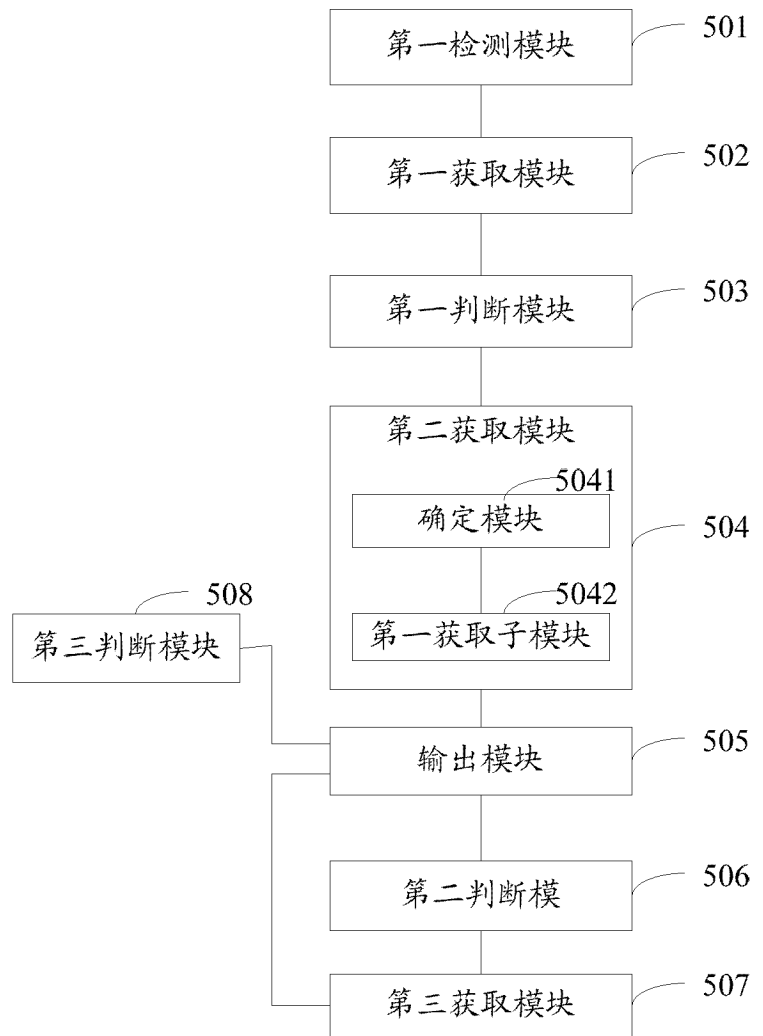 第一检测模块
501
第一获取模块
502
第一判断模块
503
第二获取模块
5041
确定模块
504
5042
第一获取子模块
508
第三判断模块
输出模块
505
第二判断模
506
第三获取模块
507